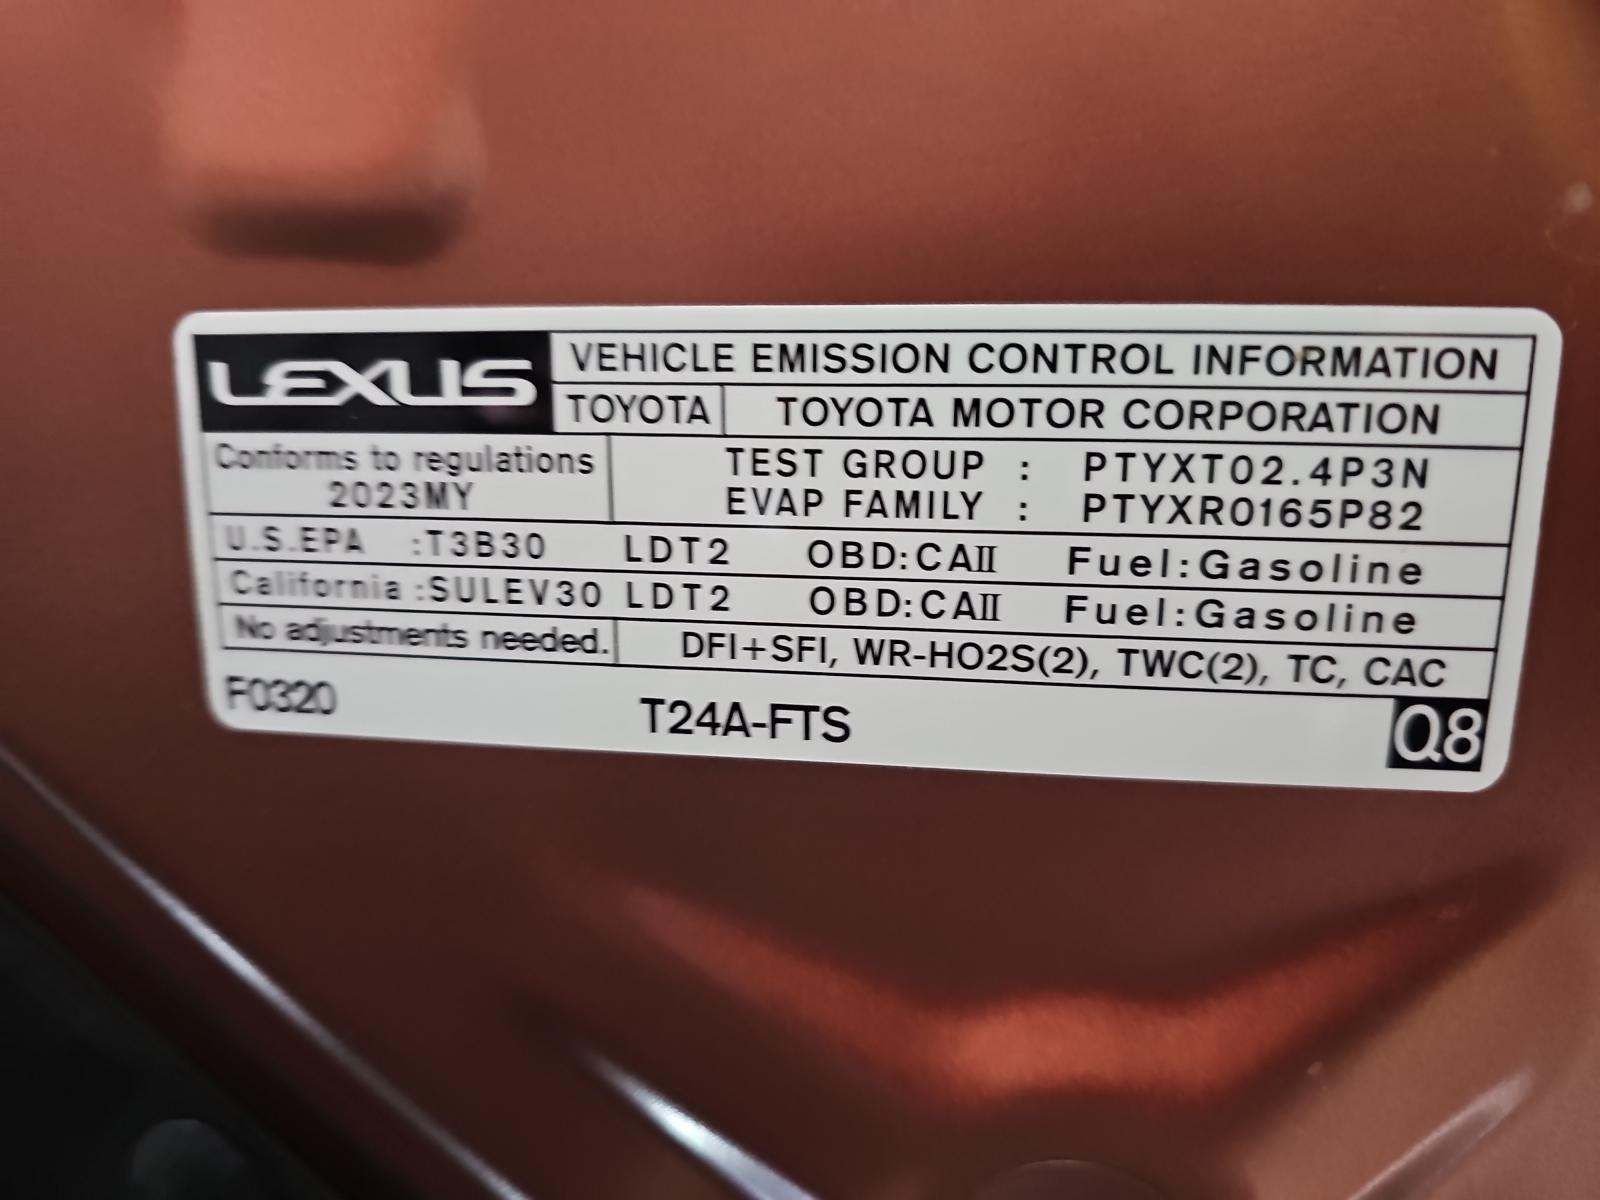 LEXUS
VEHICLE EMISSION CONTROL INFORMATION
TOYOTA TOYOTA MOTOR CORPORATION
Conforms to regulations
2023MY
TEST GROUP : PTYXT02.4P3N
EVAP FAMILY : PTYXR0165P82
U.S.EPA :T3B30 LDT2 OBD:CAII Fuel:Gasoline
California :SULEV30 LDT2 OBD:CAII Fuel:Gasoline
No adjustments needed. DFI+SFI, WR-HO2S(2), TWC(2), TC, CAC
F0320 T24A-FTS Q8